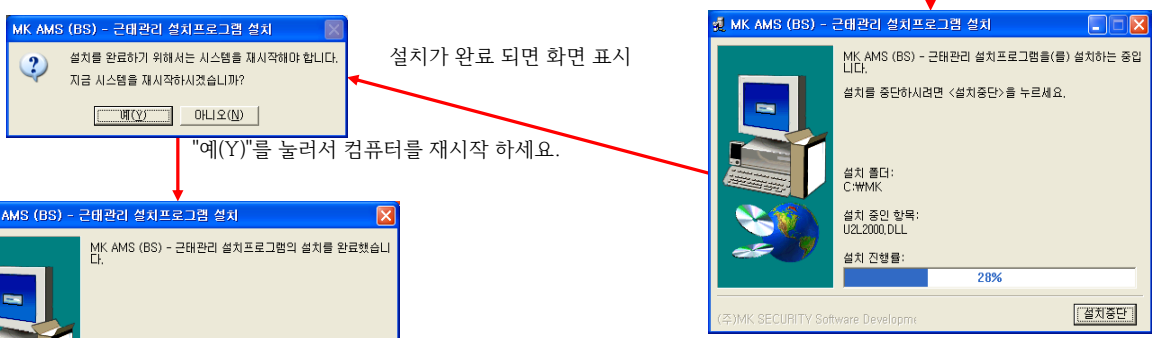 MK AMS (BS) - 근태관리 설치프로그램 설치
설치를 완료하기 위해서는 시스템을 재시작해야 합니다.
지금 시스템을 재시작하시겠습니까?
예(Y)
아니오(N)
설치가 완료 되면 화면 표시
"예(Y)"를 눌러서 컴퓨터를 재시작 하세요.
MK AMS (BS) - 근태관리 설치프로그램 설치
MK AMS (BS) - 근태관리 설치프로그램을(를) 설치하는 중입
니다.
설치를 중단하시려면 <설치중단>을 누르세요.
설치 폴더:
C:₩MK
설치 중인 항목:
U2L2000.DLL
설치 진행률:
28%
(주)MK SECURITY Software Developme
설치중단
AMS (BS) - 근태관리 설치프로그램 설치
MK AMS (BS) - 근태관리 설치프로그램의 설치를 완료했습니
다.